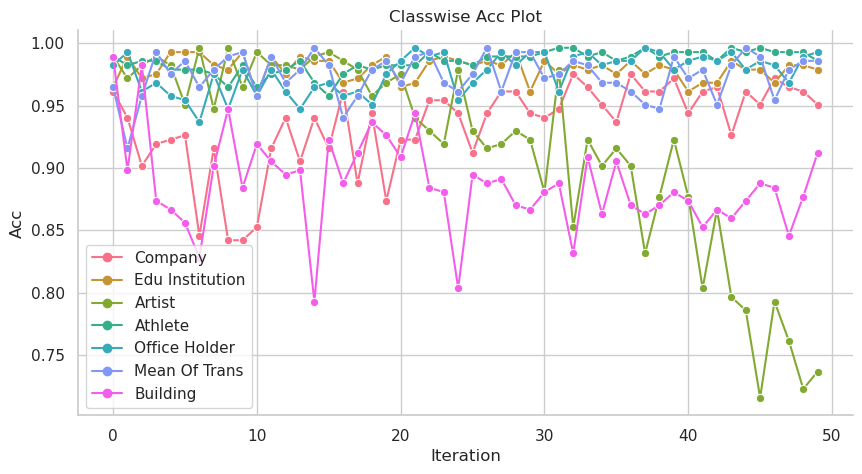 Classwise Acc Plot
1.00
0.95
0.90
0.85
0.80
0.75
Acc
Company
Edu Institution
Artist
Athlete
Office Holder
Mean Of Trans
Building
0 10 20 30 40 50
Iteration